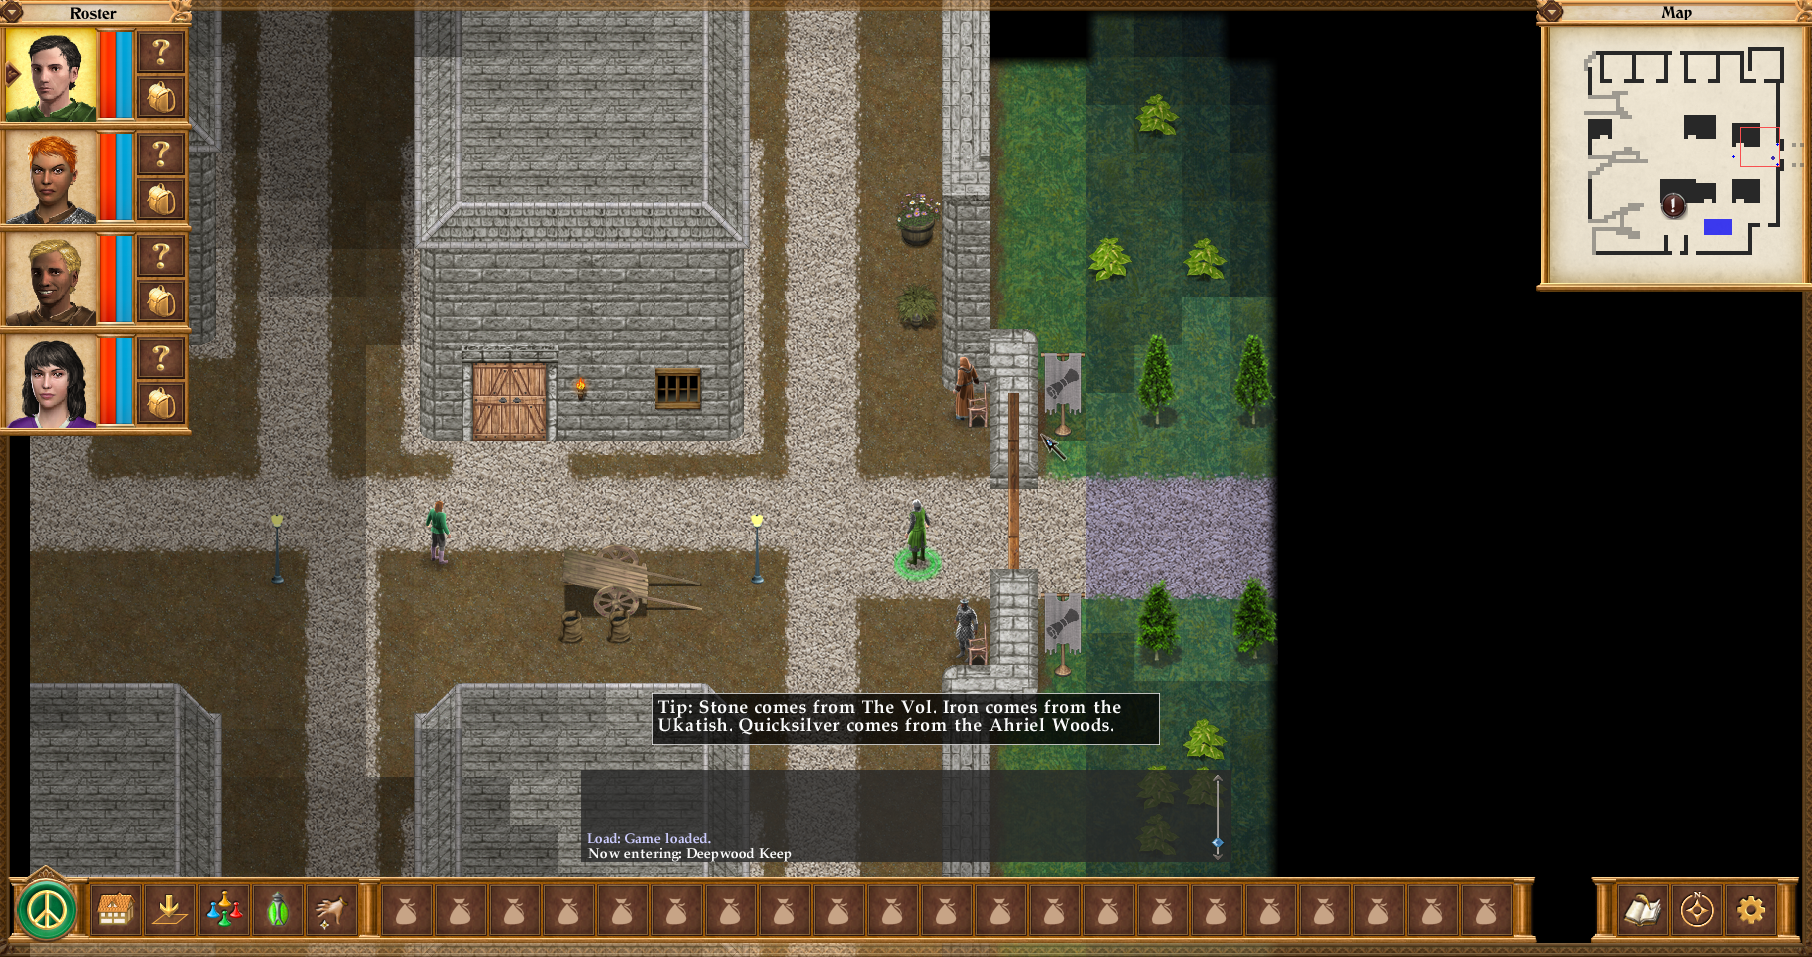 Roster
Map
Tip: Stone comes from The Vol. Iron comes from the
Ukatish. Quicksilver comes from the Ahriel Woods.
Load: Game loaded.
Now entering: Deepwood Keep